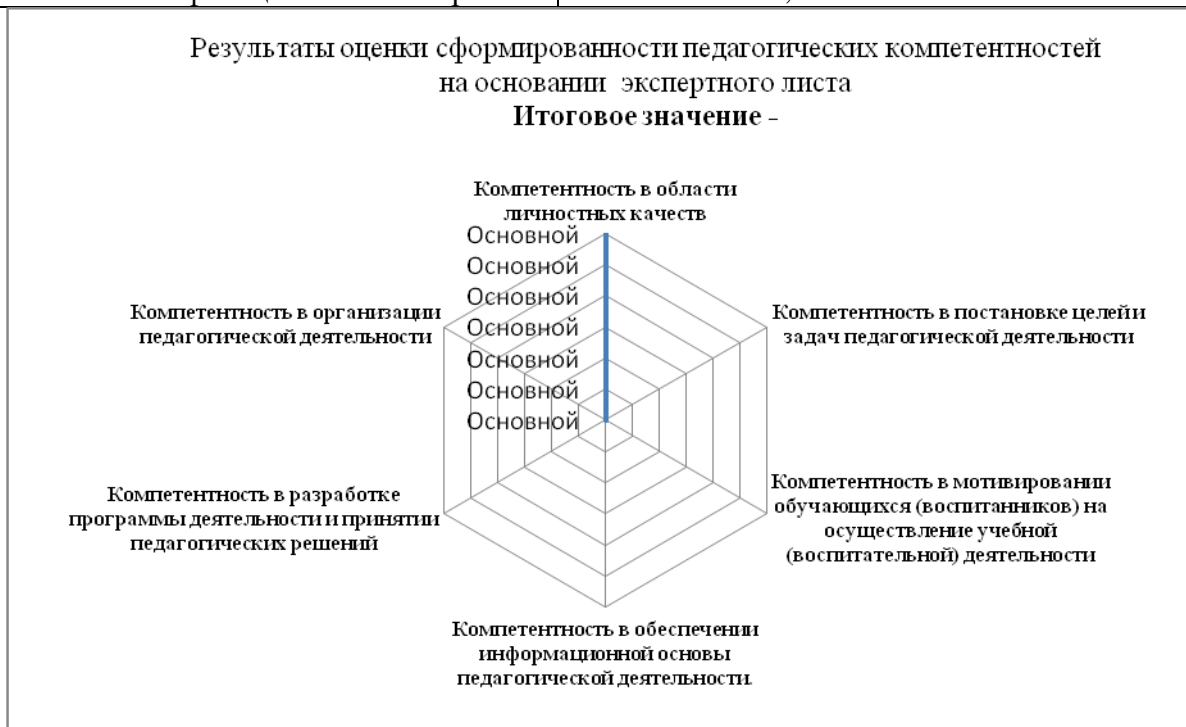 Результаты оценки сформированности педагогических компетентностей
на основании экспертного листа
Итоговое значение -
Компетентность в области
личностных качеств
Основной
Основной
Основной
Основной
Основной
Основной
Основной
Компетентность в постановке целей и
задач педагогической деятельности
Компетентность в мотивировании
обучающихся (воспитанников) на
осуществление учебной
(воспитательной) деятельности
Компетентность в обеспечении
информационной основы
педагогической деятельности.
Компетентность в разработке
программы деятельности и принятии
педагогических решений
Компетентность в организации
педагогической деятельности